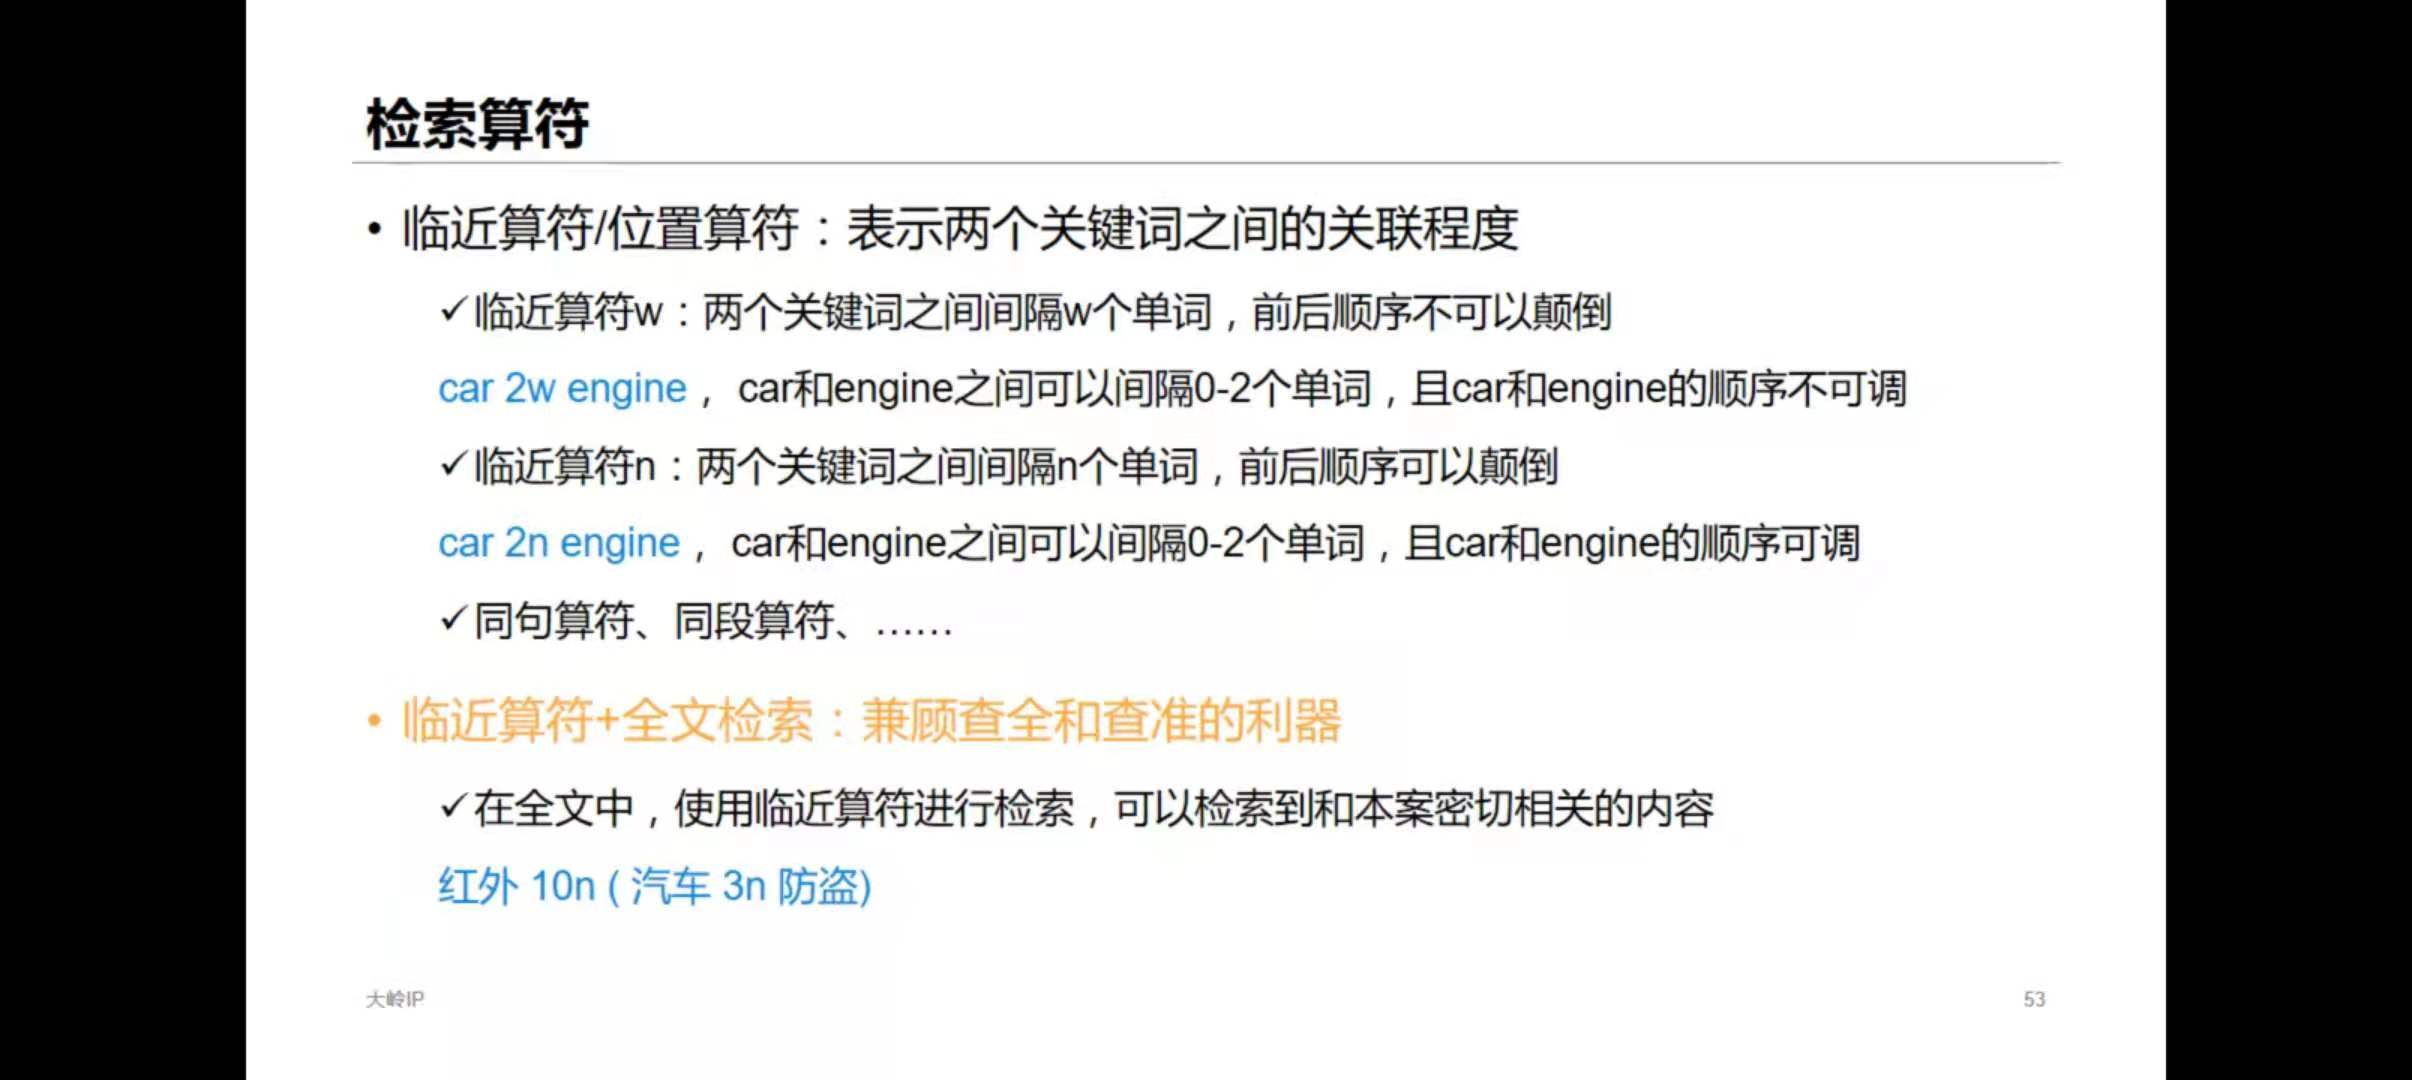 检索算符
• 临近算符/位置算符：表示两个关键词之间的关联程度
✓临近算符w：两个关键词之间间隔w个单词，前后顺序不可以颠倒
car 2w engine， car和engine之间可以间隔0-2个单词，且car和engine的顺序不可调
✓临近算符n：两个关键词之间间隔n个单词，前后顺序可以颠倒
car 2n engine， car和engine之间可以间隔0-2个单词，且car和engine的顺序可调
✓同句算符、同段算符、……
• 临近算符+全文检索：兼顾查全和查准的利器
✓在全文中，使用临近算符进行检索，可以检索到和本案密切相关的内容
红外 10n ( 汽车 3n 防盗)
大岭IP
53